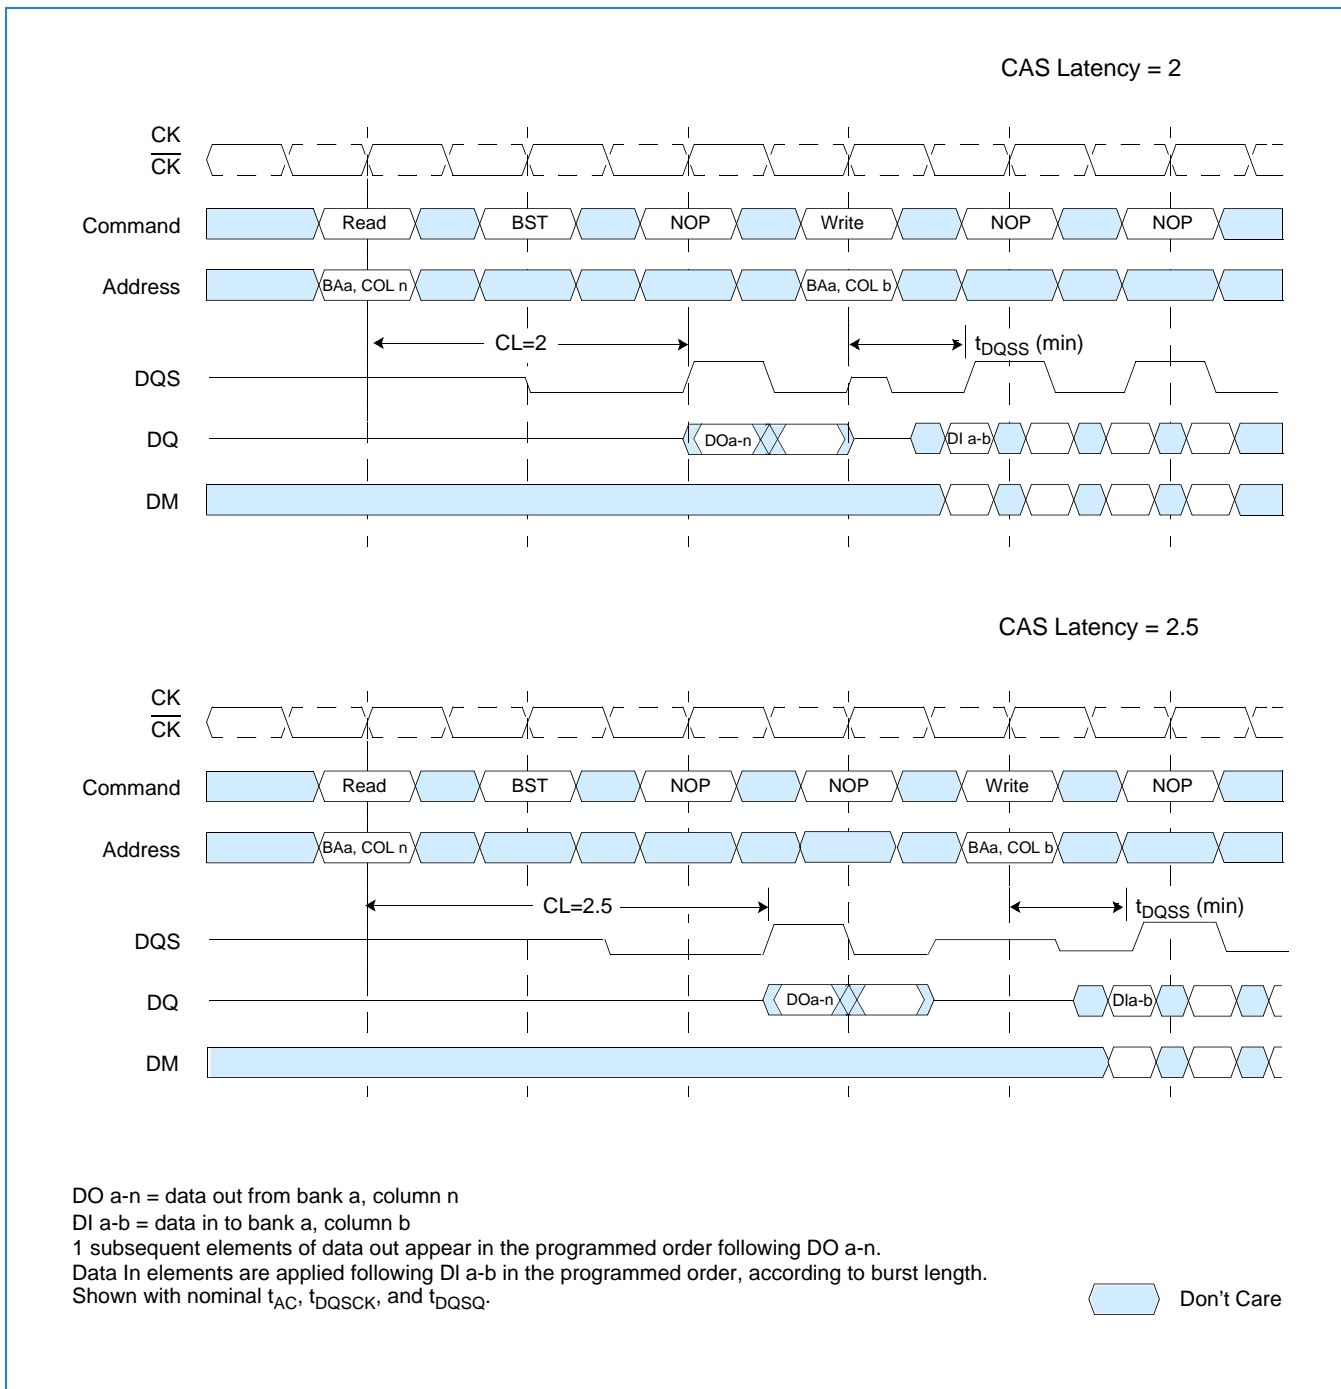 CAS Latency = 2
CK
CK
Command Read BST NOP Write NOP NOP
Address BAa, COL n BAa, COL b
CL=2 tDQSS (min)
DQS
DQ DOa-n DI a-b
DM
CAS Latency = 2.5
CK
CK
Command Read BST NOP NOP Write NOP
Address BAa, COL n BAa, COL b
CL=2.5 tDQSS (min)
DQS
DQ DOa-n DIa-b
DM
DO a-n = data out from bank a, column n
DI a-b = data in to bank a, column b
1 subsequent elements of data out appear in the programmed order following DO a-n.
Data In elements are applied following DI a-b in the programmed order, according to burst length.
Shown with nominal tAC, tDQSCK, and tDQSQ.
Don't Care